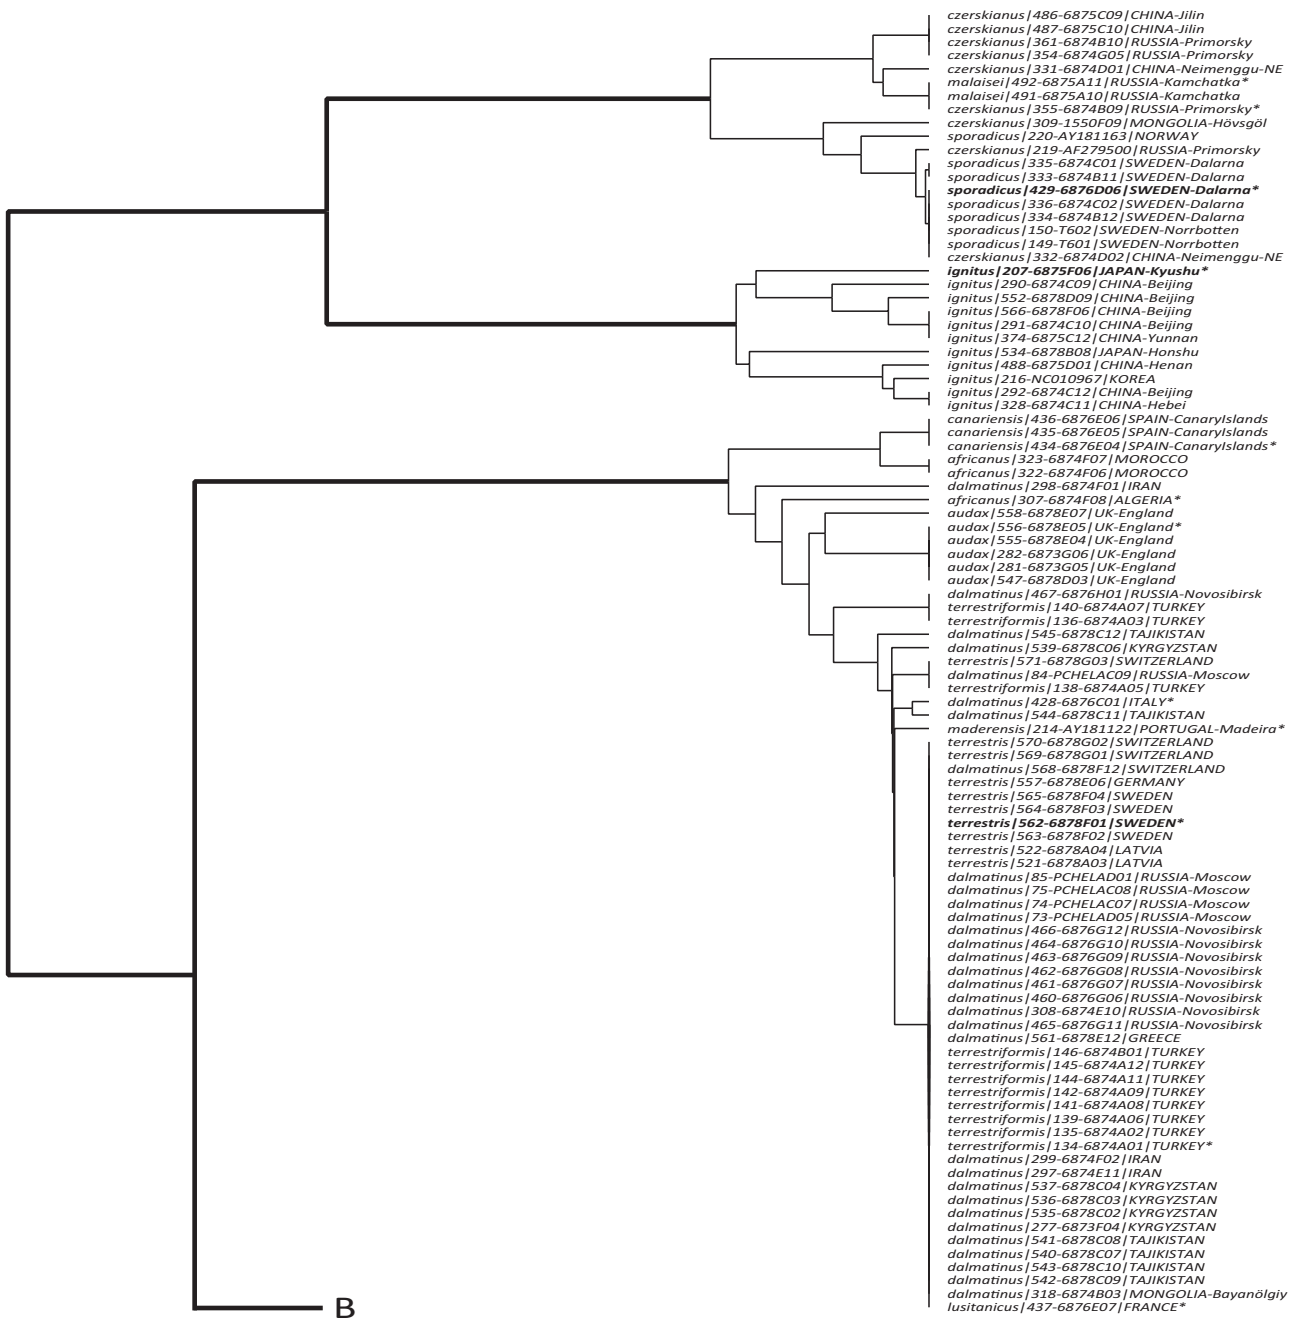 czerskianus|486-6875C09|CHINA-Jilin
czerskianus|487-6875C10|CHINA-Jilin
czerskianus|361-6874B10|RUSSIA-Primorsky
czerskianus|354-6874G05|RUSSIA-Primorsky
czerskianus|331-6874D01|CHINA-Neimenggu-NE
malaisei|492-6875A11|RUSSIA-Kamchatka*
malaisei|491-6875A10|RUSSIA-Kamchatka
czerskianus|355-6874B09|RUSSIA-Primorsky*
czerskianus|309-1550F09|MONGOLIA-Hövsgöl
sporadicus|220-AY181163|NORWAY
czerskianus|219-AF279500|RUSSIA-Primorsky
sporadicus|335-6874C01|SWEDEN-Dalarna
sporadicus|333-6874B11|SWEDEN-Dalarna
sporadicus|429-6876D06|SWEDEN-Dalarna*
sporadicus|336-6874C02|SWEDEN-Dalarna
sporadicus|334-6874B12|SWEDEN-Dalarna
sporadicus|150-T602|SWEDEN-Norrbotten
sporadicus|149-T601|SWEDEN-Norrbotten
czerskianus|332-6874D02|CHINA-Neimenggu-NE
ignitus|207-6875F06|JAPAN-Kyushu*
ignitus|290-6874C09|CHINA-Beijing
ignitus|552-6878D09|CHINA-Beijing
ignitus|566-6878F06|CHINA-Beijing
ignitus|291-6874C10|CHINA-Beijing
ignitus|374-6875C12|CHINA-Yunnan
ignitus|534-6878B08|JAPAN-Honshu
ignitus|488-6875D01|CHINA-Henan
ignitus|216-NC010967|KOREA
ignitus|292-6874C12|CHINA-Beijing
ignitus|328-6874C11|CHINA-Hebei
canariensis|436-6876E06|SPAIN-CanaryIslands
canariensis|435-6876E05|SPAIN-CanaryIslands
canariensis|434-6876E04|SPAIN-CanaryIslands*
africanus|323-6874F07|MOROCCO
africanus|322-6874F06|MOROCCO
dalmatinus|298-6874F01|IRAN
africanus|307-6874F08|ALGERIA*
audax|558-6878E07|UK-England
audax|556-6878E05|UK-England*
audax|555-6878E04|UK-England
audax|282-6873G06|UK-England
audax|281-6873G05|UK-England
audax|547-6878D03|UK-England
dalmatinus|467-6876H01|RUSSIA-Novosibirsk
terrestriformis|140-6874A07|TURKEY
terrestriformis|136-6874A03|TURKEY
dalmatinus|545-6878C12|TAJIKISTAN
dalmatinus|539-6878C06|KYRGYZSTAN
terrestris|571-6878G03|SWITZERLAND
dalmatinus|84-PCHELAC09|RUSSIA-Moscow
terrestriformis|138-6874A05|TURKEY
dalmatinus|428-6876C01|ITALY*
dalmatinus|544-6878C11|TAJIKISTAN
maderensis|214-AY181122|PORTUGAL-Madeira*
terrestris|570-6878G02|SWITZERLAND
terrestris|569-6878G01|SWITZERLAND
dalmatinus|568-6878F12|SWITZERLAND
terrestris|557-6878E06|GERMANY
terrestris|565-6878F04|SWEDEN
terrestris|564-6878F03|SWEDEN
terrestris|562-6878F01|SWEDEN*
terrestris|563-6878F02|SWEDEN
terrestris|522-6878A04|LATVIA
terrestris|521-6878A03|LATVIA
dalmatinus|85-PCHELAD01|RUSSIA-Moscow
dalmatinus|75-PCHELAC08|RUSSIA-Moscow
dalmatinus|74-PCHELAC07|RUSSIA-Moscow
dalmatinus|73-PCHELAD05|RUSSIA-Moscow
dalmatinus|466-6876G12|RUSSIA-Novosibirsk
dalmatinus|464-6876G10|RUSSIA-Novosibirsk
dalmatinus|463-6876G09|RUSSIA-Novosibirsk
dalmatinus|462-6876G08|RUSSIA-Novosibirsk
dalmatinus|461-6876G07|RUSSIA-Novosibirsk
dalmatinus|460-6876G06|RUSSIA-Novosibirsk
dalmatinus|308-6874E10|RUSSIA-Novosibirsk
dalmatinus|465-6876G11|RUSSIA-Novosibirsk
dalmatinus|561-6878E12|GREECE
terrestriformis|146-6874B01|TURKEY
terrestriformis|145-6874A12|TURKEY
terrestriformis|144-6874A11|TURKEY
terrestriformis|142-6874A09|TURKEY
terrestriformis|141-6874A08|TURKEY
terrestriformis|139-6874A06|TURKEY
terrestriformis|135-6874A02|TURKEY
terrestriformis|134-6874A01|TURKEY*
dalmatinus|299-6874F02|IRAN
dalmatinus|297-6874E11|IRAN
dalmatinus|537-6878C04|KYRGYZSTAN
dalmatinus|536-6878C03|KYRGYZSTAN
dalmatinus|535-6878C02|KYRGYZSTAN
dalmatinus|277-6873F04|KYRGYZSTAN
dalmatinus|541-6878C08|TAJIKISTAN
dalmatinus|540-6878C07|TAJIKISTAN
dalmatinus|543-6878C10|TAJIKISTAN
dalmatinus|542-6878C09|TAJIKISTAN
dalmatinus|318-6874B03|MONGOLIA-Bayanölgiy
lusitanicus|437-6876E07|FRANCE*
B